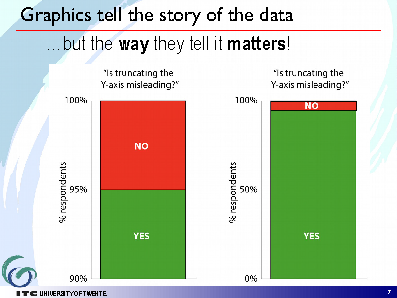 Graphics tell the story of the data
...but the way they tell it matters!
"Is truncating the
Y-axis misleading?"
100%
95%
90%
% respondents
NO
YES
"Is truncating the
Y-axis misleading?"
100%
50%
0%
% respondents
NO
YES
ITC UNIVERSITY OF TWENTE.
7